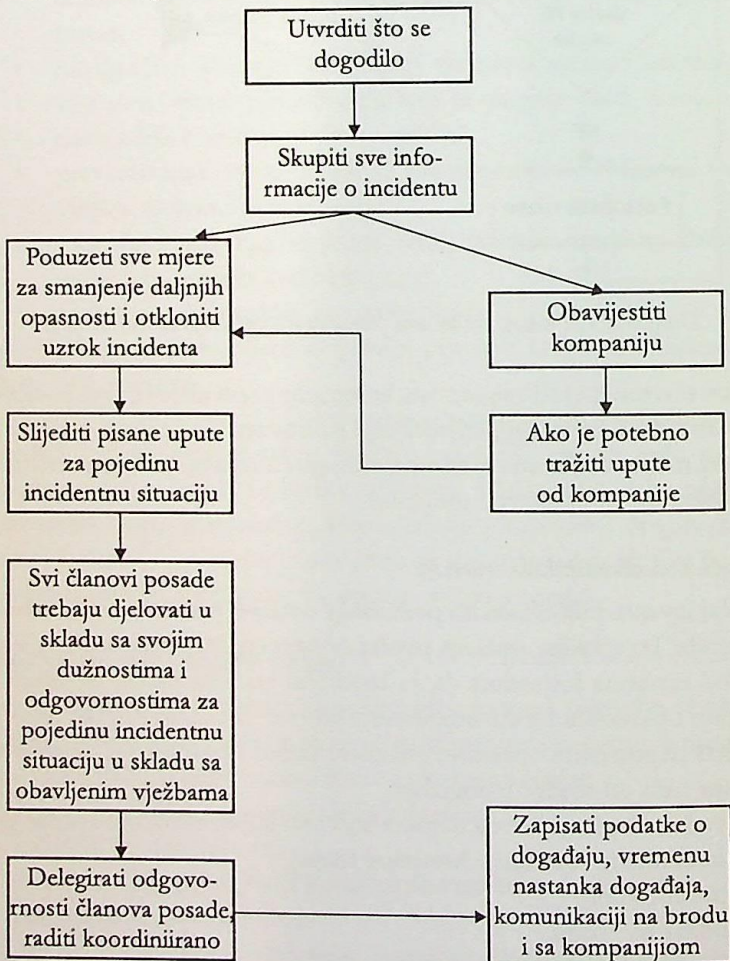 Utvrditi što se
dogodilo
Skupiti sve info-
rmacije o incidentu
Poduzeti sve mjere
za smanjenje daljnjih
opasnosti i otkloniti
uzrok incidenta
Obavijestiti
kompaniju
Slijediti pisane upute
za pojedinu
incidentnu situaciju
Ako je potebno
tražiti upute
od kompanije
Svi članovi posade
trebaju djelovati u
skladu sa svojim
dužnostima i
odgovornostima za
pojedinu incidentnu
situaciju u skladu sa
obavljenim vježbama
Delegirati odgovo-
rnosti članova posade,
raditi koordiniirano
Zapisati podatke o
događaju, vremenu
nastanka događaja,
komunikaciji na brodu
i sa kompanijiom